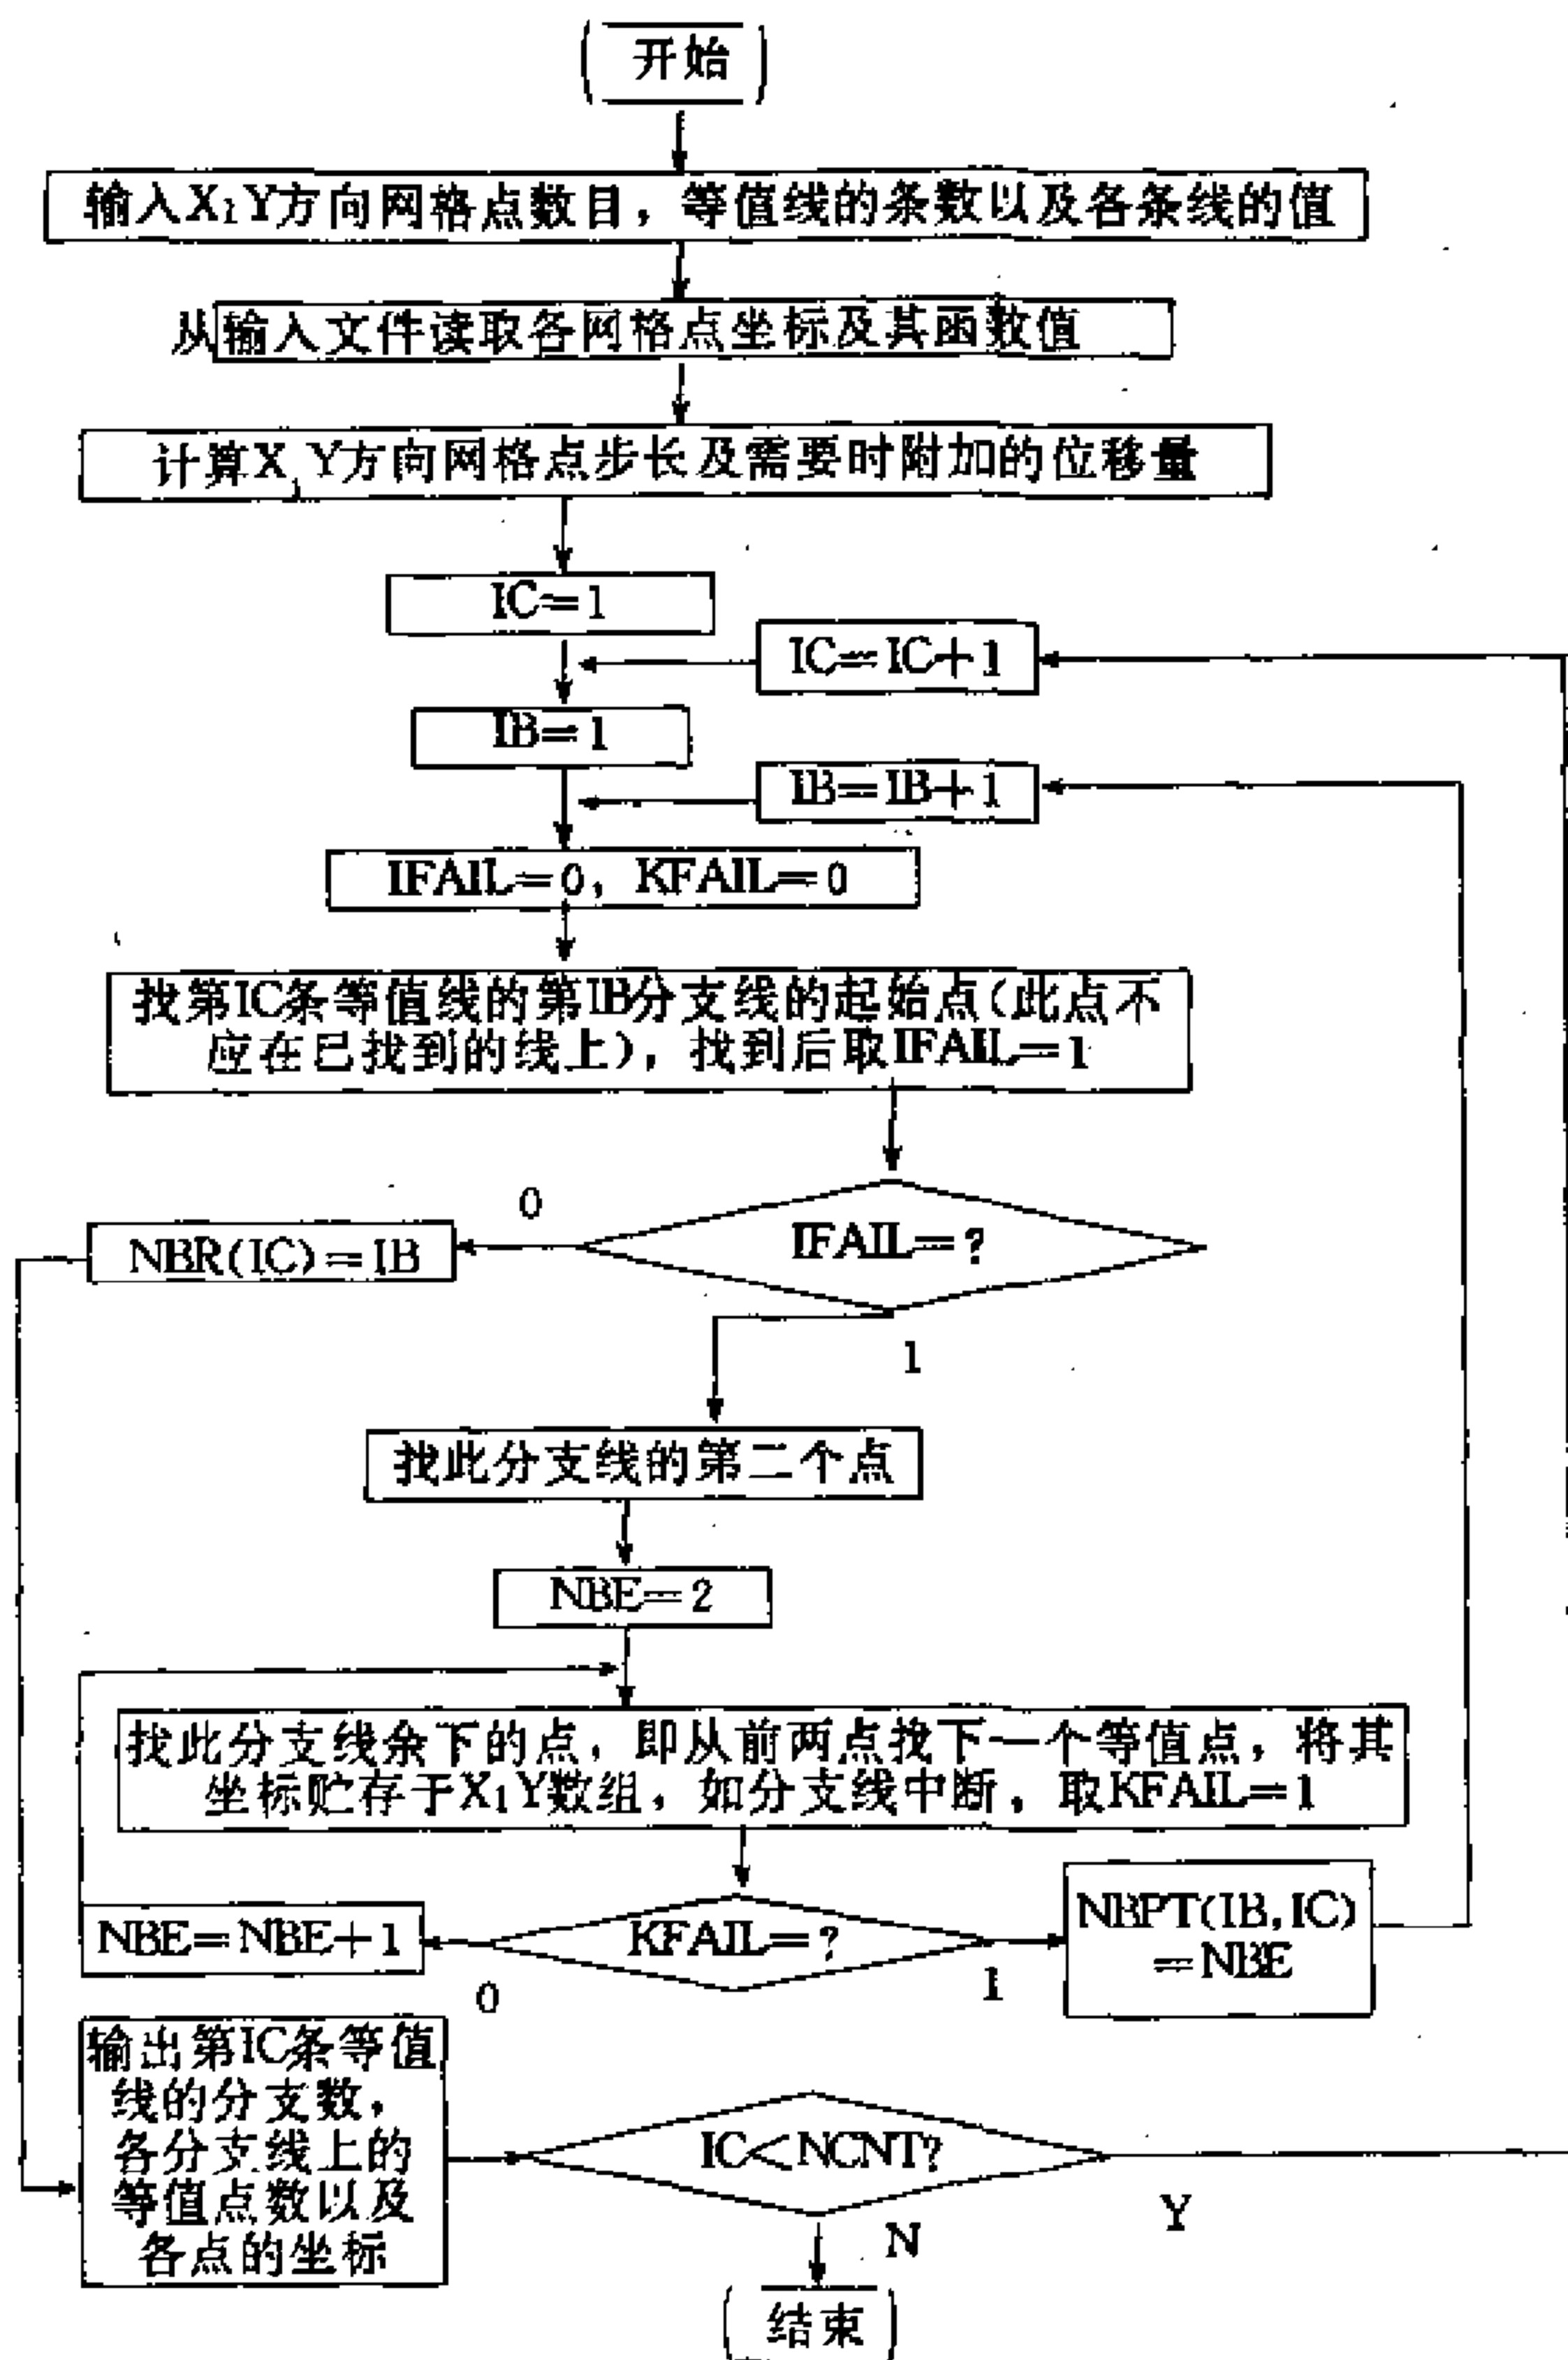 开始
输入X,Y方向网格点数目，等值线的条数以及各条线的值
从输入文件读取各网格点坐标及其函数值
计算X,Y方向网格点步长及需要时附加的位移量
IC=1
IC=IC+1
IB=1
IB=IB+1
IFAIL=0，KFAIL=0
找第IC条等值线的第IB分支线的起始点(此点不
应在已找到的线上)，找到后取IFAIL=1
0
IFAIL=?
NBR(IC)=IB
1
找此分支线的第二个点
NBE=2
找此分支线余下的点，即从前两点找下一个等值点，将其
坐标贮存于X,Y数组，如分支线中断，取KFAIL=1
NBPT(IB,IC)
=NBE
NBE=NBE+1
KFAIL=?
0
1
输出第IC条等值
线的分支数，
各分支线上的
等值点数以及
各点的坐标
IC<NCNT?
Y
N
结束